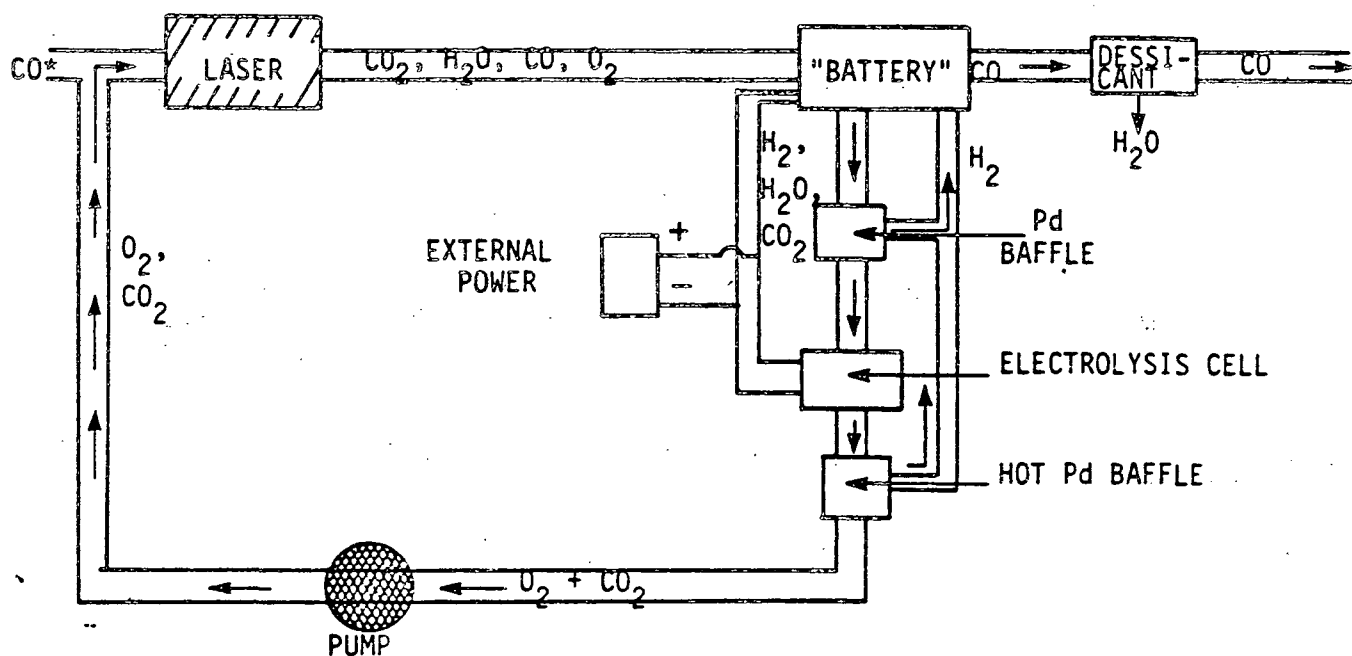 CO*
LASER
CO₂, H₂O, CO, O₂
"BATTERY"
CO
DESSI-
CANT
CO
H₂O
H₂,
H₂O,
CO₂
H₂
Pd
BAFFLE
+
-
EXTERNAL
POWER
O₂,
CO₂
ELECTROLYSIS CELL
HOT Pd BAFFLE
O₂ + CO₂
PUMP